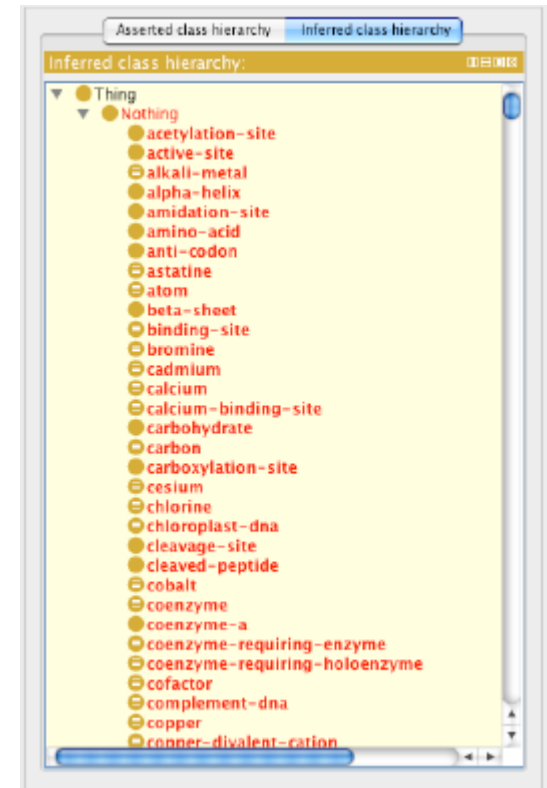 Asserted class hierarchy Inferred class hierarchy
Inferred class hierarchy:
Thing
Nothing
acetylation-site
active-site
alkali-metal
alpha-helix
amidation-site
amino-acid
anti-codon
astatine
atom
beta-sheet
binding-site
bromine
cadmium
calcium
calcium-binding-site
carbohydrate
carbon
carboxylation-site
cesium
chlorine
chloroplast-dna
cleavage-site
cleaved-peptide
cobalt
coenzyme
coenzyme-a
coenzyme-requiring-enzyme
coenzyme-requiring-holoenzyme
cofactor
complement-dna
copper
copper-divalent-cation